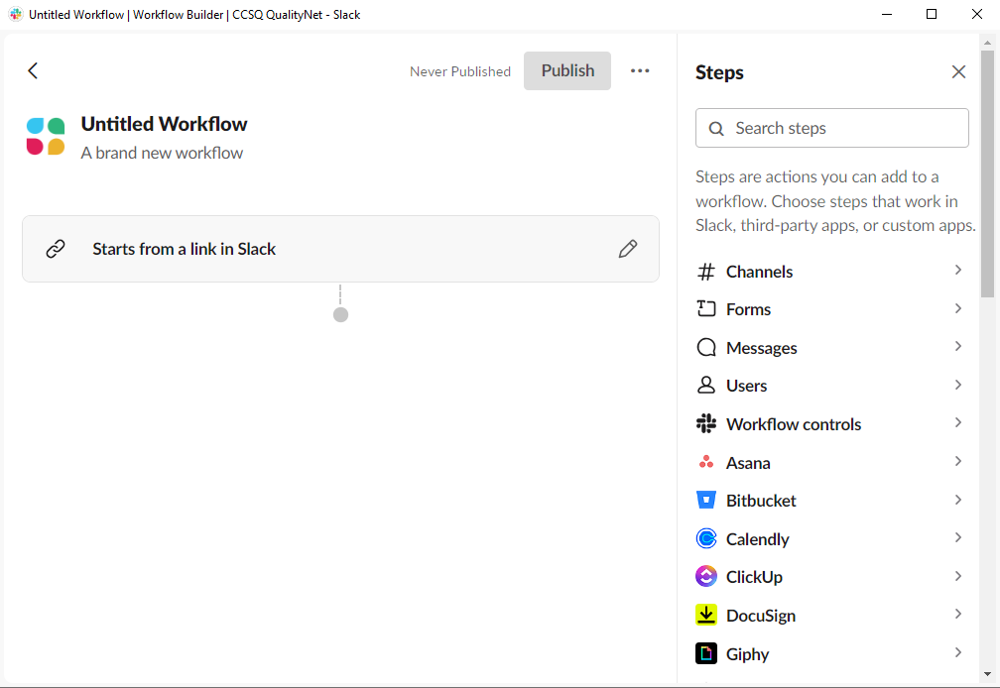 Untitled Workflow | Workflow Builder | CCSQ QualityNet - Slack
Never Published
Publish
Untitled Workflow
A brand new workflow
Starts from a link in Slack
Steps
Search steps
Steps are actions you can add to a
workflow. Choose steps that work in
Slack, third-party apps, or custom apps.
Channels
Forms
Messages
Users
Workflow controls
Asana
Bitbucket
Calendly
ClickUp
DocuSign
Giphy